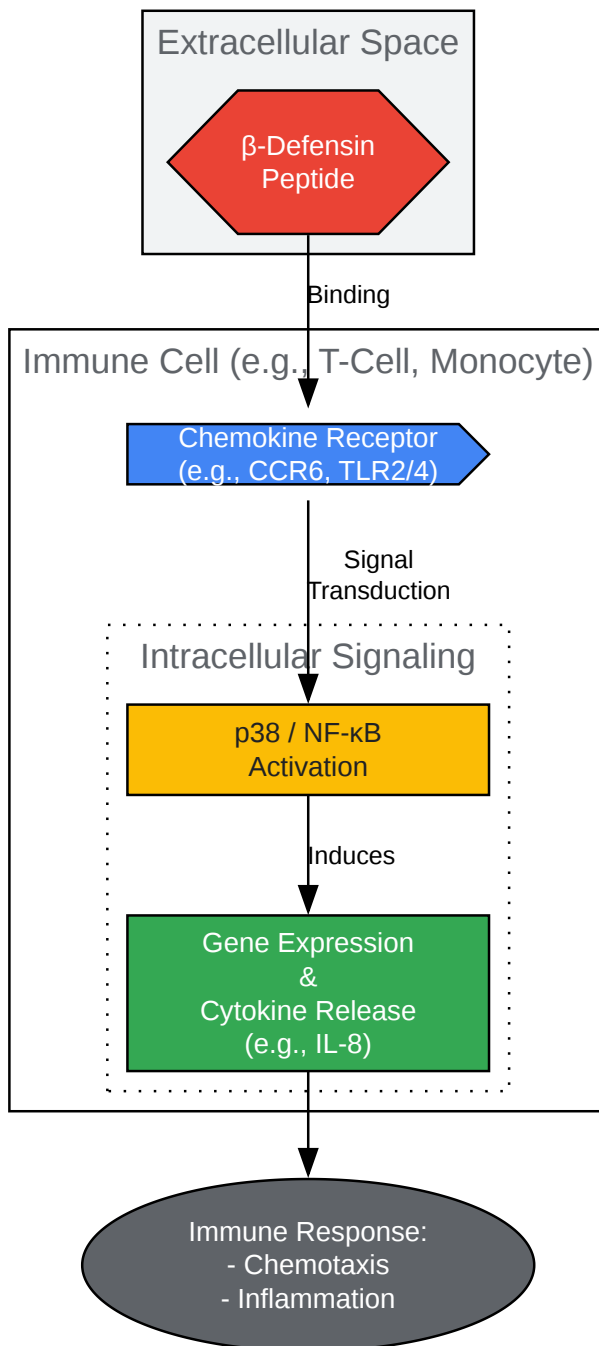 Extracellular Space
β-Defensin
Peptide
Binding
Immune Cell (e.g., T-Cell, Monocyte)
Chemokine Receptor
(e.g., CCR6, TLR2/4)
Signal
Transduction
Intracellular Signaling
p38 / NF-κB
Activation
Induces
Gene Expression
&
Cytokine Release
(e.g., IL-8)
Immune Response:
- Chemotaxis
- Inflammation